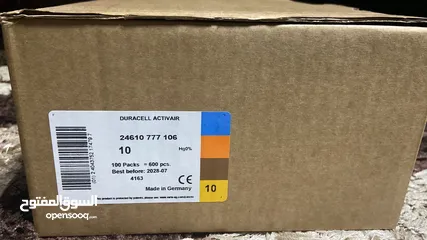 DURACELL ACTIVAIR
24610 777 106
10 Hg0%
100 Packs = 600 pcs.
Best before: 2028-07
4163
Made in Germany
10
السوق المفتوح
opensooq.com